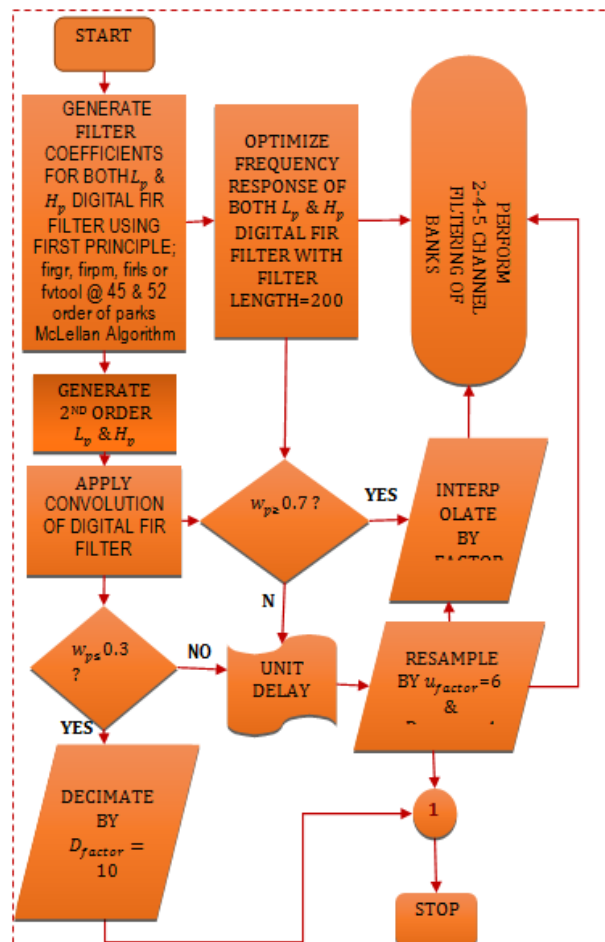 START
GENERATE
FILTER
COEFFICIENTS
FOR BOTH L_p &
H_p DIGITAL FIR
FILTER USING
FIRST PRINCIPLE;
firgr, firpm, firls or
fvtool @ 45 & 52
order of parks
McLellan Algorithm
OPTIMIZE
FREQUENCY
RESPONSE OF
BOTH L_p & H_p
DIGITAL FIR
FILTER WITH
FILTER
LENGTH=200
PERFORM
2-4-5 CHANNEL
FILTERING OF
BANKS
GENERATE
2ND ORDER
L_p & H_p
APPLY
CONVOLUTION
OF DIGITAL FIR
FILTER
w_p≥0.7 ?
YES
INTERP
OLATE
BY
FACTOR
N
w_p≤0.3
?
NO
UNIT
DELAY
RESAMPLE
BY u_factor=6
&
YES
DECIMATE
BY
D_factor =
10
1
STOP